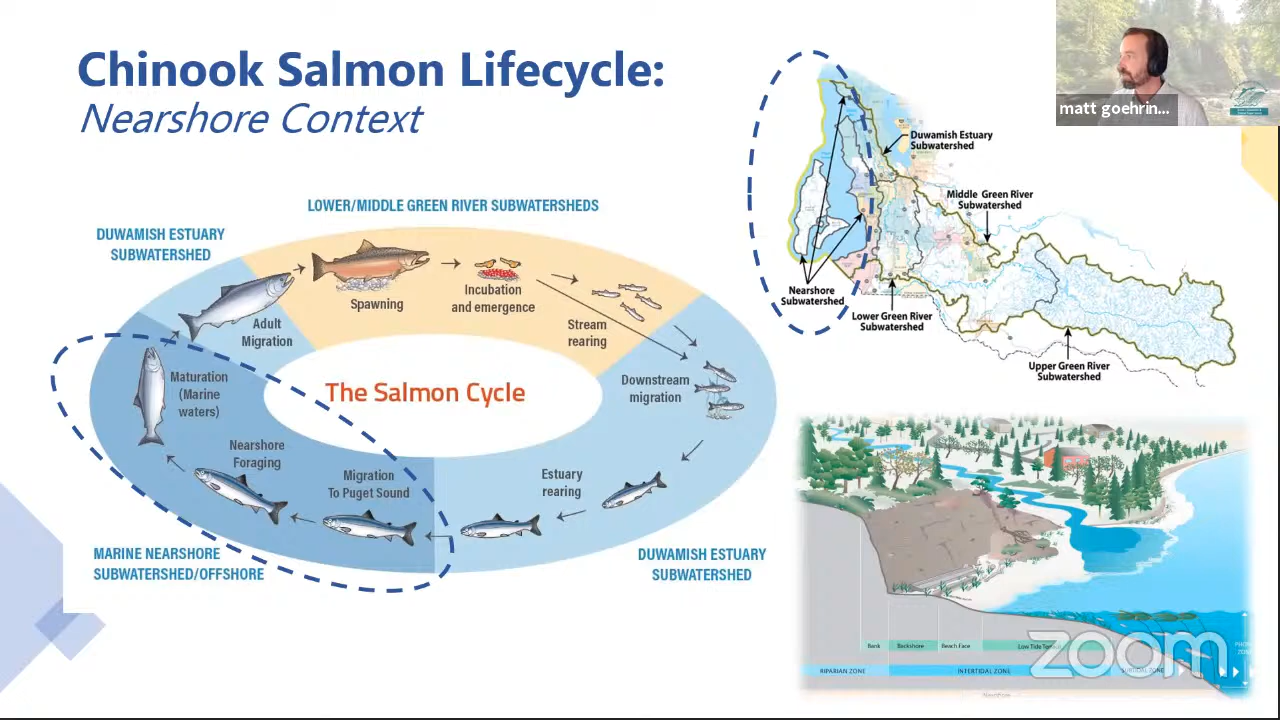 Chinook Salmon Lifecycle:
Nearshore Context
matt goehrin...
LOWER/MIDDLE GREEN RIVER SUBWATERSHEDS
DUWAMISH ESTUARY
SUBWATERSHED
Spawning
Incubation
and emergence
Stream
rearing
Adult
Migration
The Salmon Cycle
Downstream
migration
Maturation
(Marine
waters)
Nearshore
Foraging
Migration
To Puget Sound
Estuary
rearing
MARINE NEARSHORE
SUBWATERSHED/OFFSHORE
DUWAMISH ESTUARY
SUBWATERSHED
Duwamish Estuary
Subwatershed
Middle Green River
Subwatershed
Nearshore
Subwatershed
Lower Green River
Subwatershed
Upper Green River
Subwatershed
Bank
Backshore
Beach Face
Low Tide
RIPARIAN ZONE
INTERTIDAL ZONE
SUBTIDAL ZONE
zoom